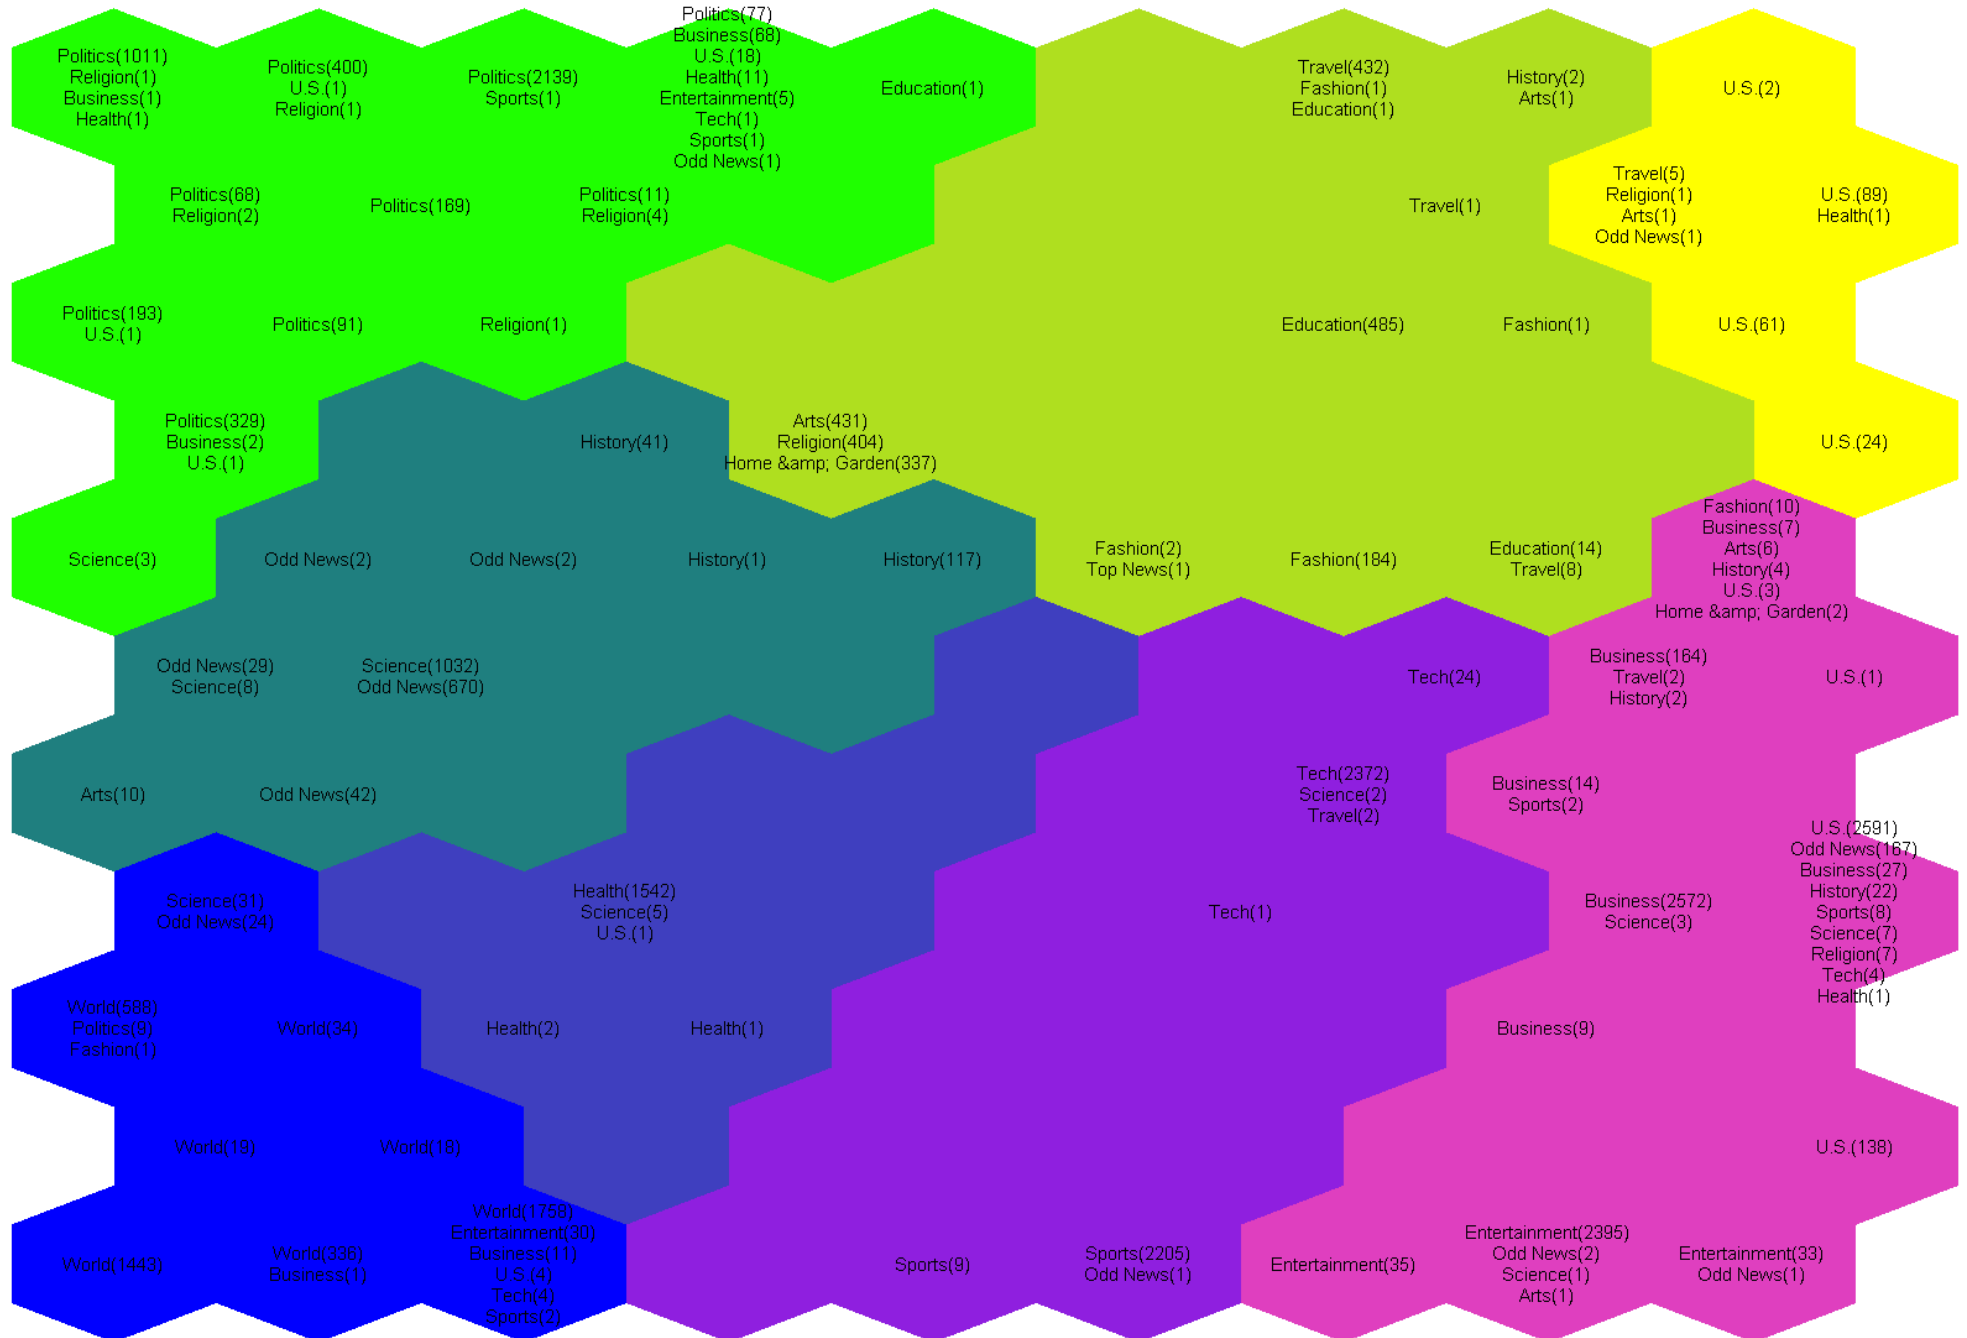 Politics(1011)
Religion(1)
Business(1)
Health(1)
Politics(400)
U.S.(1)
Religion(1)
Politics(2139)
Sports(1)
Politics(77)
Business(68)
U.S.(18)
Health(11)
Entertainment(5)
Tech(1)
Sports(1)
Odd News(1)
Education(1)
Travel(432)
Fashion(1)
Education(1)
History(2)
Arts(1)
U.S.(2)
Politics(68)
Religion(2)
Politics(169)
Politics(11)
Religion(4)
Travel(1)
Travel(5)
Religion(1)
Arts(1)
Odd News(1)
U.S.(89)
Health(1)
Politics(193)
U.S.(1)
Politics(91)
Religion(1)
Education(485)
Fashion(1)
U.S.(61)
Politics(329)
Business(2)
U.S.(1)
History(41)
Arts(431)
Religion(404)
Home &amp; Garden(337)
U.S.(24)
Science(3)
Odd News(2)
Odd News(2)
History(1)
History(117)
Fashion(2)
Top News(1)
Fashion(184)
Education(14)
Travel(8)
Fashion(10)
Business(7)
Arts(6)
History(4)
U.S.(3)
Home &amp; Garden(2)
Odd News(29)
Science(8)
Science(1032)
Odd News(670)
Tech(24)
Business(164)
Travel(2)
History(2)
U.S.(1)
Arts(10)
Odd News(42)
Tech(2372)
Science(2)
Travel(2)
Business(14)
Sports(2)
Science(31)
Odd News(24)
Health(1542)
Science(5)
U.S.(1)
Tech(1)
Business(2572)
Science(3)
U.S.(2591)
Odd News(167)
Business(27)
History(22)
Sports(8)
Science(7)
Religion(7)
Tech(4)
Health(1)
World(588)
Politics(9)
Fashion(1)
World(34)
Health(2)
Health(1)
Business(9)
World(19)
World(18)
U.S.(138)
World(1443)
World(336)
Business(1)
World(1758)
Entertainment(30)
Business(11)
U.S.(4)
Tech(4)
Sports(2)
Sports(9)
Sports(2205)
Odd News(1)
Entertainment(35)
Entertainment(2395)
Odd News(2)
Science(1)
Arts(1)
Entertainment(33)
Odd News(1)